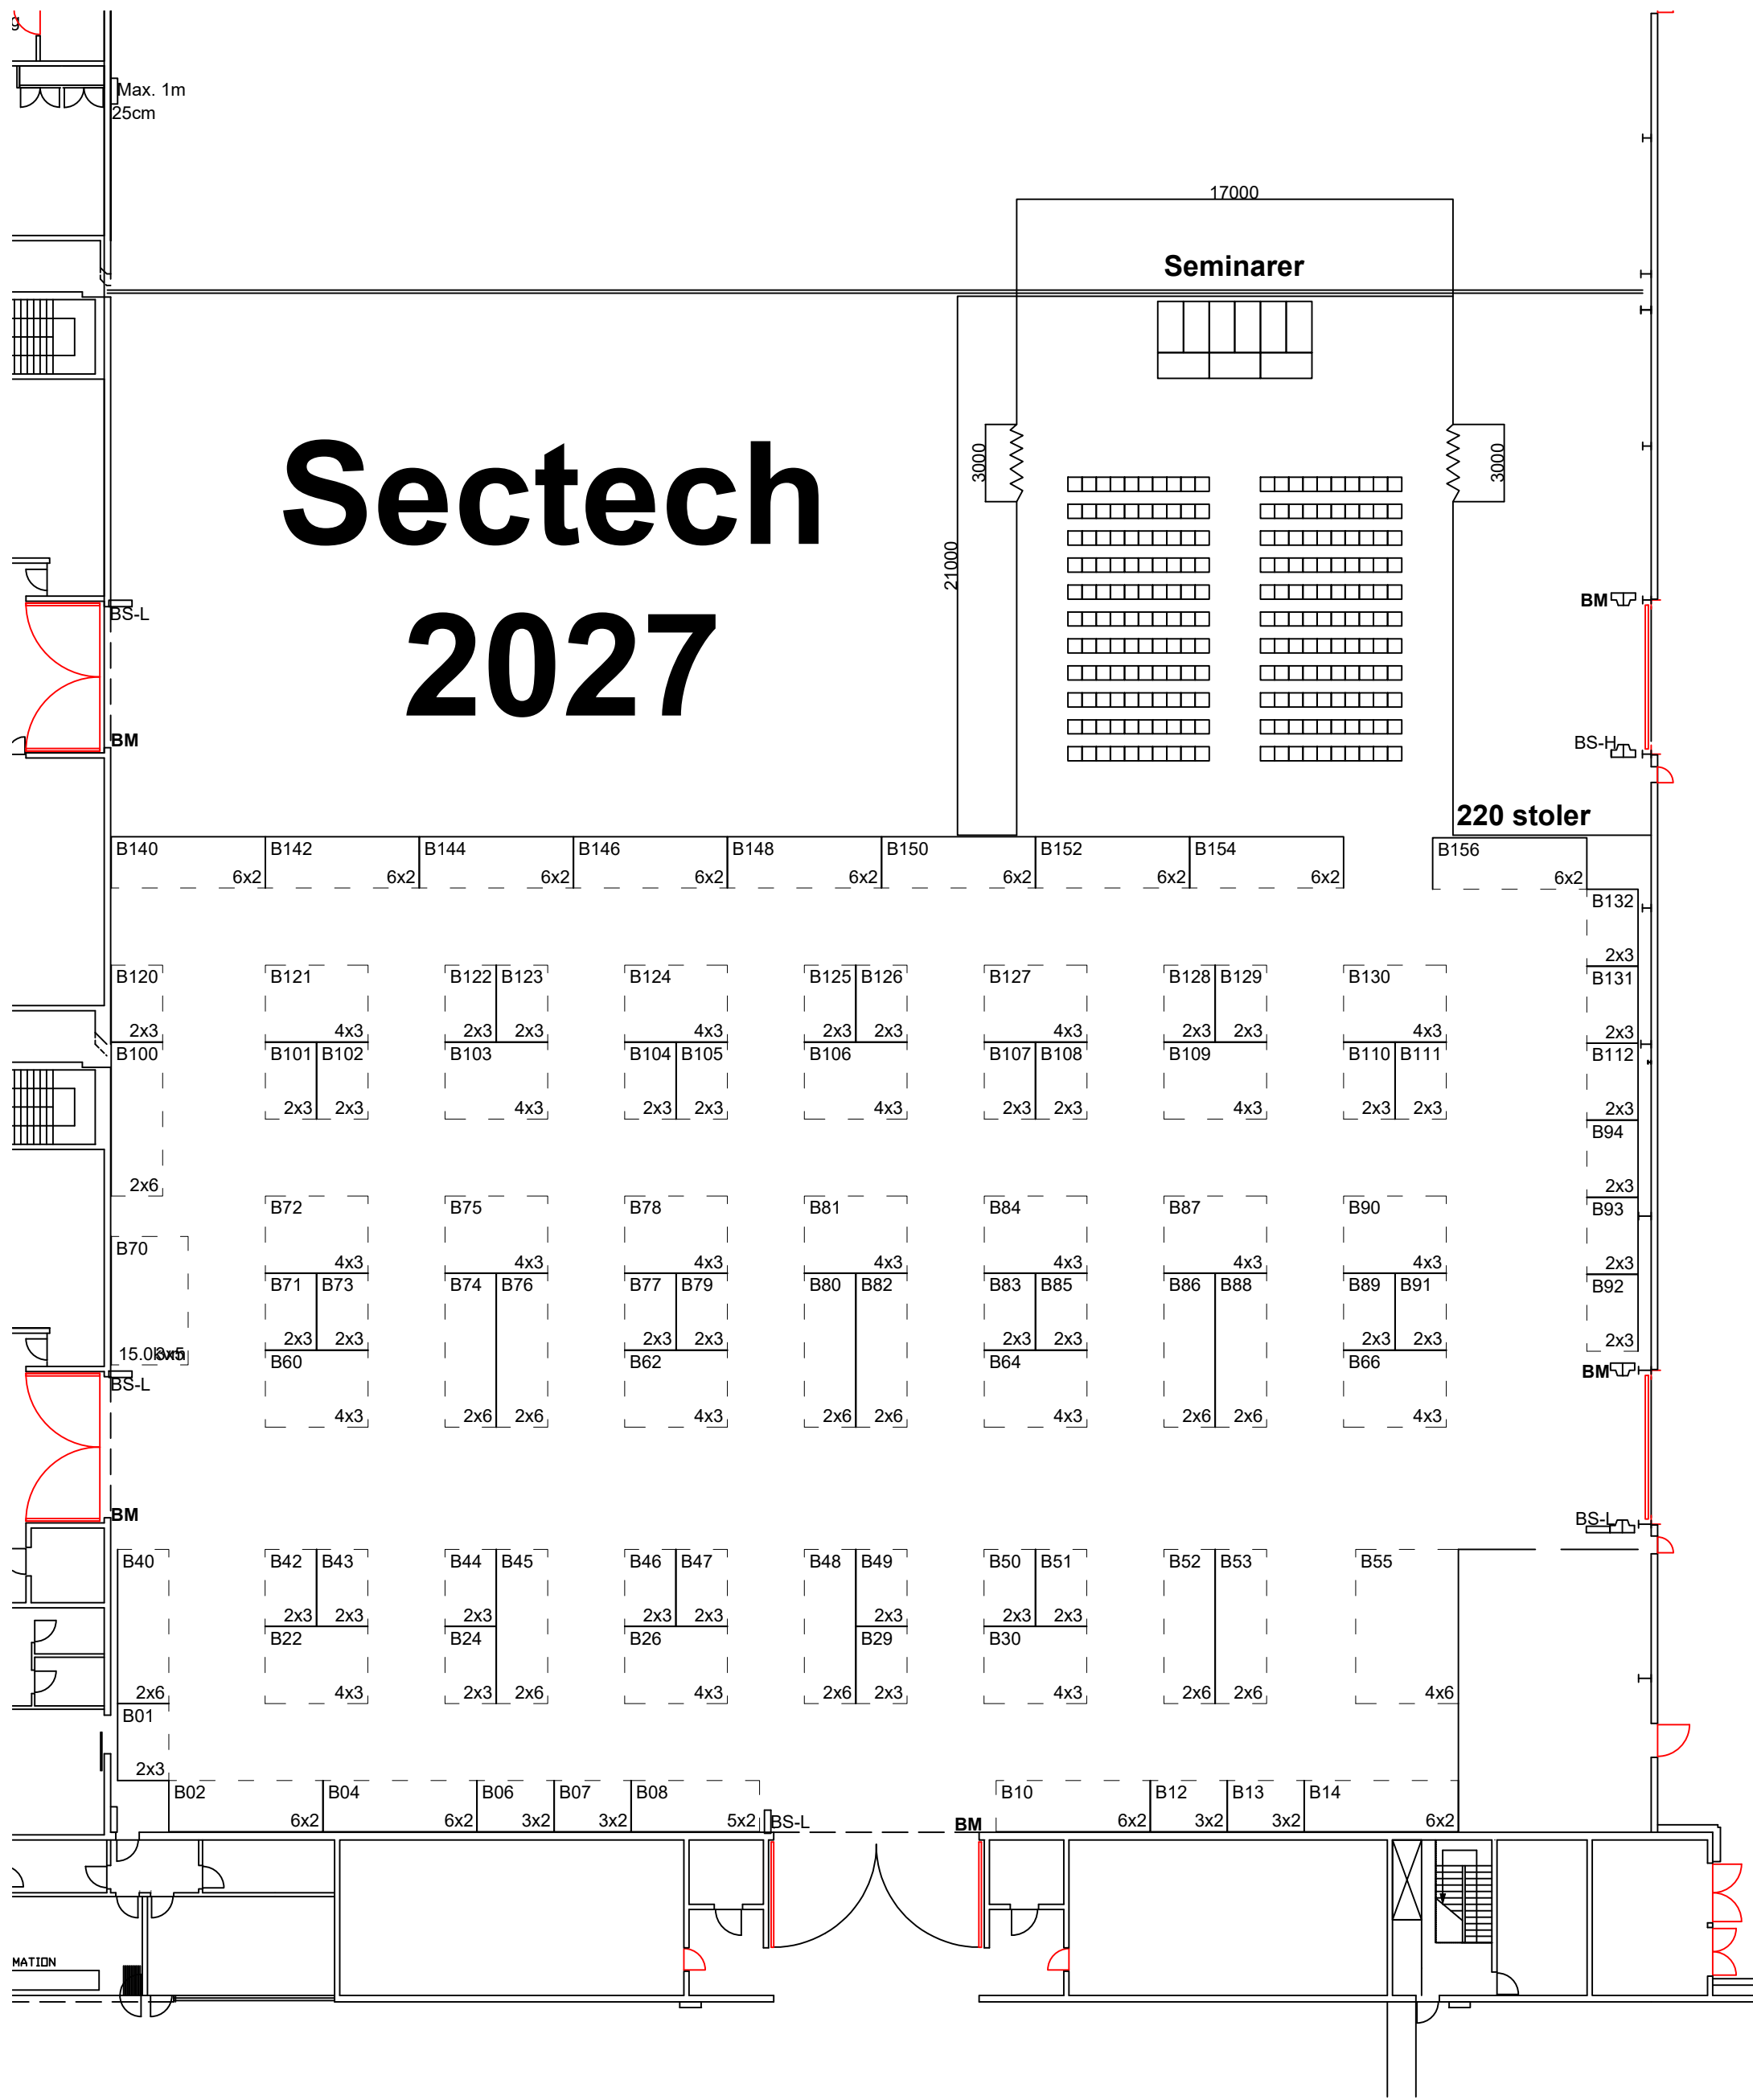 g
Max. 1m
25cm
17000
Seminarer
Sectech
2027
3000
3000
21000
BS-L
BM
BM
BS-H
220 stoler
B140 B142 B144 B146 B148 B150 B152 B154 B156
6x2 6x2 6x2 6x2 6x2 6x2 6x2 6x2 6x2
B132
2x3
B120 B121 B122 B123 B124 B125 B126 B127 B128 B129 B130 B131
2x3 4x3 2x3 2x3 4x3 2x3 2x3 4x3 2x3 2x3 4x3 2x3
B100 B101 B102 B103 B104 B105 B106 B107 B108 B109 B110 B111 B112
2x3 2x3 4x3 2x3 2x3 4x3 2x3 2x3 4x3 2x3 2x3 2x3
B94
2x6 2x3
B72 B75 B78 B81 B84 B87 B90 B93
B70
4x3 4x3 4x3 4x3 4x3 4x3 4x3 2x3
B71 B73 B74 B76 B77 B79 B80 B82 B83 B85 B86 B88 B89 B91 B92
2x3 2x3 2x3 2x3 2x3 2x3 2x3 2x3 2x3
15.0 3x5
B60 B62 B64 B66
BM
BS-L
4x3 2x6 2x6 4x3 2x6 2x6 4x3 2x6 2x6 4x3
BM
BS-L
B40 B42 B43 B44 B45 B46 B47 B48 B49 B50 B51 B52 B53 B55
2x3 2x3 2x3 2x3 2x3 2x3 2x3 2x3
B22 B24 B26 B29 B30
2x6 4x3 2x3 2x6 4x3 2x6 2x3 4x3 2x6 2x6 4x6
B01
2x3
B02 B04 B06 B07 B08 B10 B12 B13 B14
6x2 6x2 3x2 3x2 5x2 6x2 3x2 3x2 6x2
BS-L
BM
MATION